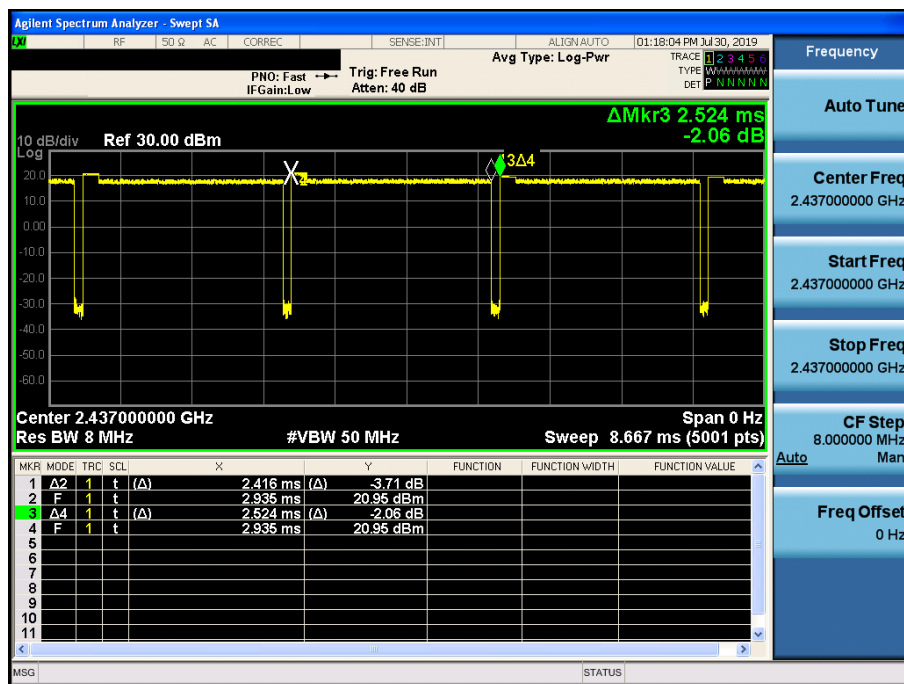 Agilent Spectrum Analyzer - Swept SA
LXI RF 50 Ω AC CORREC SENSE:INT ALIGN AUTO 01:18:04 PM Jul 30, 2019
Frequency
Avg Type: Log-Pwr
TRACE 1 2 3 4 5 6
PNO: Fast Trig: Free Run
TYPE WWWWWW
IFGain:Low Atten: 40 dB
DET P N N N N N
Auto Tune
ΔMkr3 2.524 ms
-2.06 dB
10 dB/div Ref 30.00 dBm
Log
3Δ4
20.0
10.0
0.00
-10.0
-20.0
-30.0
-40.0
-50.0
-60.0
Center 2.437000000 GHz Span 0 Hz
Res BW 8 MHz #VBW 50 MHz Sweep 8.667 ms (5001 pts)
Center Freq
2.437000000 GHz
Start Freq
2.437000000 GHz
Stop Freq
2.437000000 GHz
CF Step
8.000000 MHz
Auto Man
Freq Offset
0 Hz
MKR MODE TRC SCL X Y FUNCTION FUNCTION WIDTH FUNCTION VALUE
1 Δ2 1 t (Δ) 2.416 ms (Δ) -3.71 dB
2 F 1 t 2.935 ms 20.95 dBm
3 Δ4 1 t (Δ) 2.524 ms (Δ) -2.06 dB
4 F 1 t 2.935 ms 20.95 dBm
5
6
7
8
9
10
11
MSG STATUS